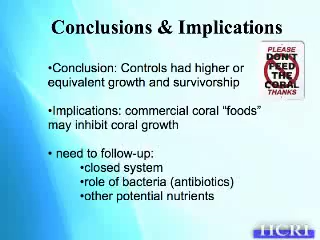 Conclusions & Implications
PLEASE
DON'T
FEED
THE
CORAL
THANKS
•Conclusion: Controls had higher or
equivalent growth and survivorship
•Implications: commercial coral "foods"
may inhibit coral growth
• need to follow-up:
•closed system
•role of bacteria (antibiotics)
•other potential nutrients
HCRI